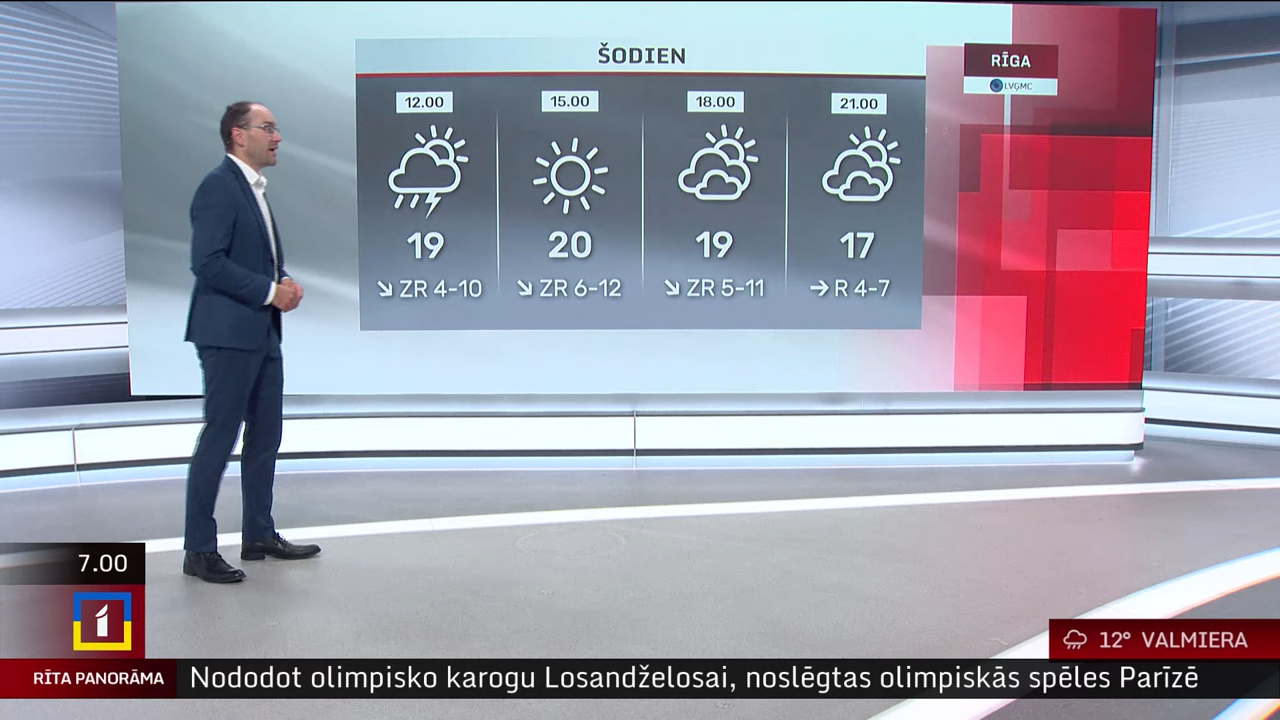 ŠODIEN
RĪGA
LVĢMC
12.00 15.00 18.00 21.00
19 20 19 17
ZR 4-10 ZR 6-12 ZR 5-11 R 4-7
7.00
1
12° VALMIERA
RĪTA PANORĀMA
Nododot olimpisko karogu Losandželosai, noslēgtas olimpiskās spēles Parīzē